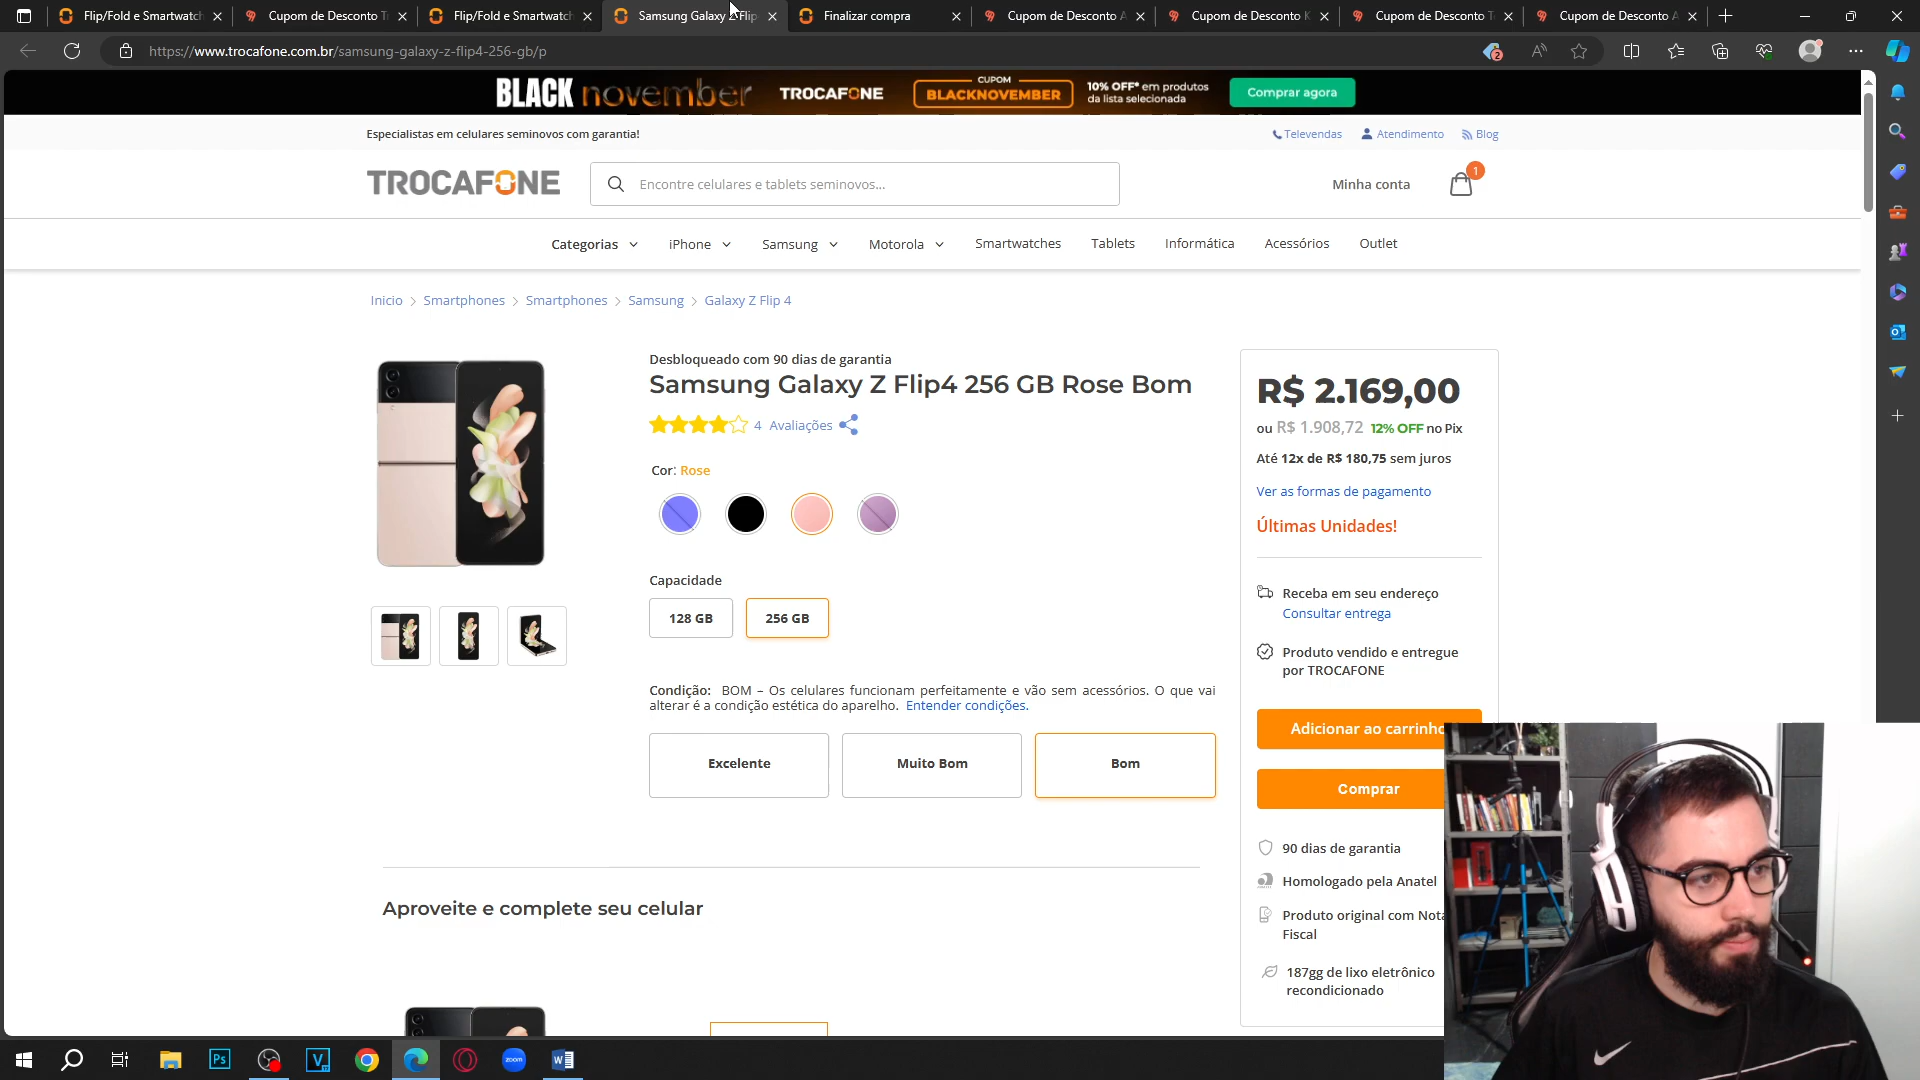 Flip/Fold e Smartwatch
Cupom de Desconto T
Flip/Fold e Smartwatch
Samsung Galaxy Z Flip
Finalizar compra
Cupom de Desconto A
Cupom de Desconto K
Cupom de Desconto T
Cupom de Desconto A
https://www.trocafone.com.br/samsung-galaxy-z-flip4-256-gb/p
2
BLACK november TROCAFONE CUPOM BLACKNOVEMBER 10% OFF* em produtos da lista selecionada Comprar agora
Especialistas em celulares seminovos com garantia!
Televendas Atendimento Blog
TROCAFONE
Encontre celulares e tablets seminovos...
Minha conta
1
Categorias iPhone Samsung Motorola Smartwatches Tablets Informática Acessórios Outlet
Inicio > Smartphones > Smartphones > Samsung > Galaxy Z Flip 4
Desbloqueado com 90 dias de garantia
Samsung Galaxy Z Flip4 256 GB Rose Bom
4 Avaliações
Cor: Rose
Capacidade
128 GB
256 GB
Condição: BOM – Os celulares funcionam perfeitamente e vão sem acessórios. O que vai
alterar é a condição estética do aparelho. Entender condições.
Excelente
Muito Bom
Bom
R$ 2.169,00
ou R$ 1.908,72 12% OFF no Pix
Até 12x de R$ 180,75 sem juros
Ver as formas de pagamento
Últimas Unidades!
Receba em seu endereço
Consultar entrega
Produto vendido e entregue
por TROCAFONE
Adicionar ao carrinho
Comprar
90 dias de garantia
Homologado pela Anatel
Produto original com Nota
Fiscal
187gg de lixo eletrônico
recondicionado
Aproveite e complete seu celular
Ps
V
zoom
W